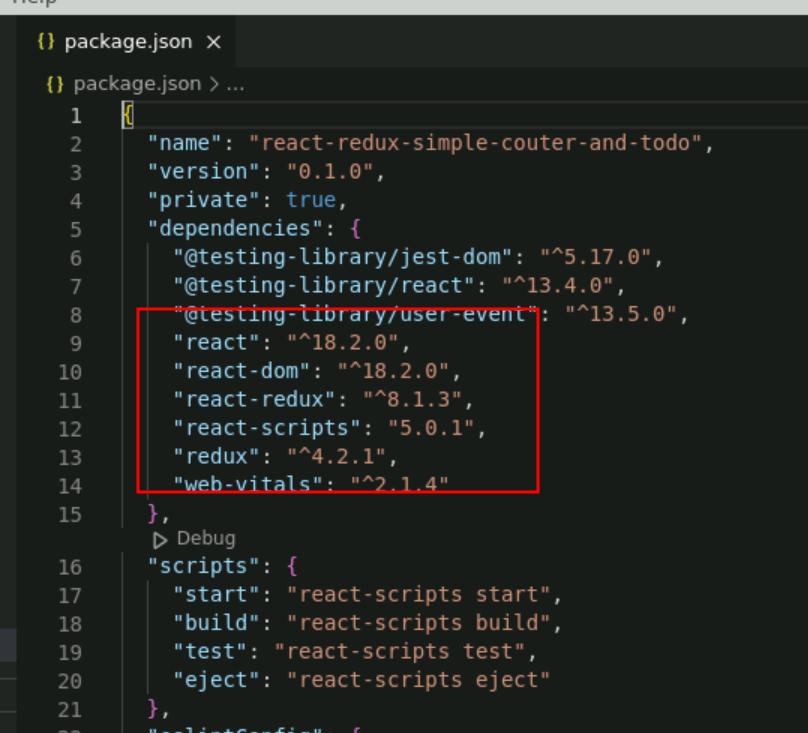 Help
{} package.json ×
{} package.json > ...
1 {
2 "name": "react-redux-simple-couter-and-todo",
3 "version": "0.1.0",
4 "private": true,
5 "dependencies": {
6 "@testing-library/jest-dom": "^5.17.0",
7 "@testing-library/react": "^13.4.0",
8 "@testing-library/user-event": "^13.5.0",
9 "react": "^18.2.0",
10 "react-dom": "^18.2.0",
11 "react-redux": "^8.1.3",
12 "react-scripts": "5.0.1",
13 "redux": "^4.2.1",
14 "web-vitals": "^2.1.4"
15 },
Debug
16 "scripts": {
17 "start": "react-scripts start",
18 "build": "react-scripts build",
19 "test": "react-scripts test",
20 "eject": "react-scripts eject"
21 },
22 "eslintConfig": {